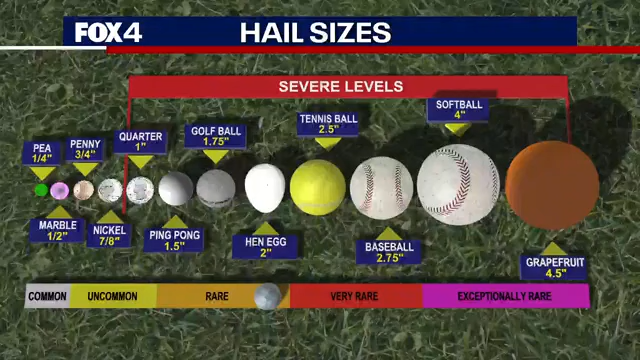 FOX 4
HAIL SIZES
SEVERE LEVELS
PEA
1/4"
MARBLE
1/2"
PENNY
3/4"
NICKEL
7/8"
QUARTER
1"
PING PONG
1.5"
GOLF BALL
1.75"
HEN EGG
2"
TENNIS BALL
2.5"
BASEBALL
2.75"
SOFTBALL
4"
GRAPEFRUIT
4.5"
COMMON
UNCOMMON
RARE
VERY RARE
EXCEPTIONALLY RARE